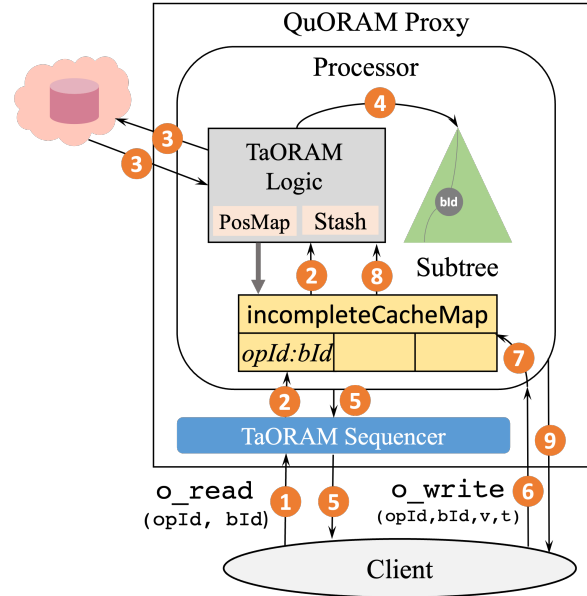 QuORAM Proxy
Processor
4
3
3
TaORAM
Logic
PosMap
Stash
bId
Subtree
2
8
incompleteCacheMap
opId:bId
7
2
5
9
TaORAM Sequencer
o_read
(opId, bId)
1
5
o_write
(opId,bId,v,t)
6
Client